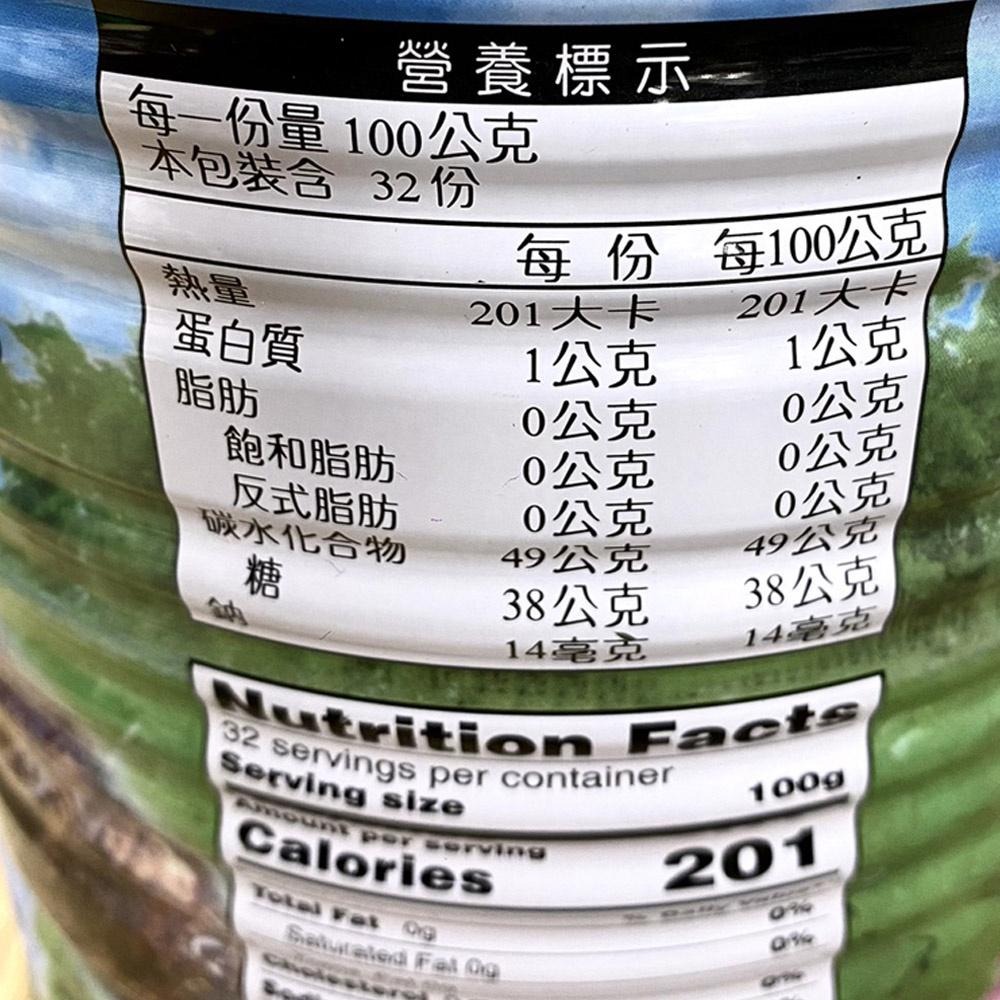 營養標示
每一份量 100公克
本包裝含 32份
每份 每100公克
熱量 201大卡 201大卡
蛋白質 1公克 1公克
脂肪 0公克 0公克
飽和脂肪 0公克 0公克
反式脂肪 0公克 0公克
碳水化合物 49公克 49公克
糖 38公克 38公克
鈉 14毫克 14毫克
Nutrition Facts
32 servings per container
Serving size 100g
Amount per serving
Calories 201
% Daily Value
Total Fat 0g 0%
Saturated Fat 0g 0%
Cholesterol 0%